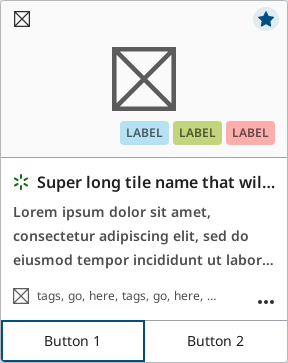 LABEL LABEL LABEL
Super long tile name that wil...
Lorem ipsum dolor sit amet,
consectetur adipiscing elit, sed do
eiusmod tempor incididunt ut labor...
tags, go, here, tags, go, here, ...
Button 1 Button 2